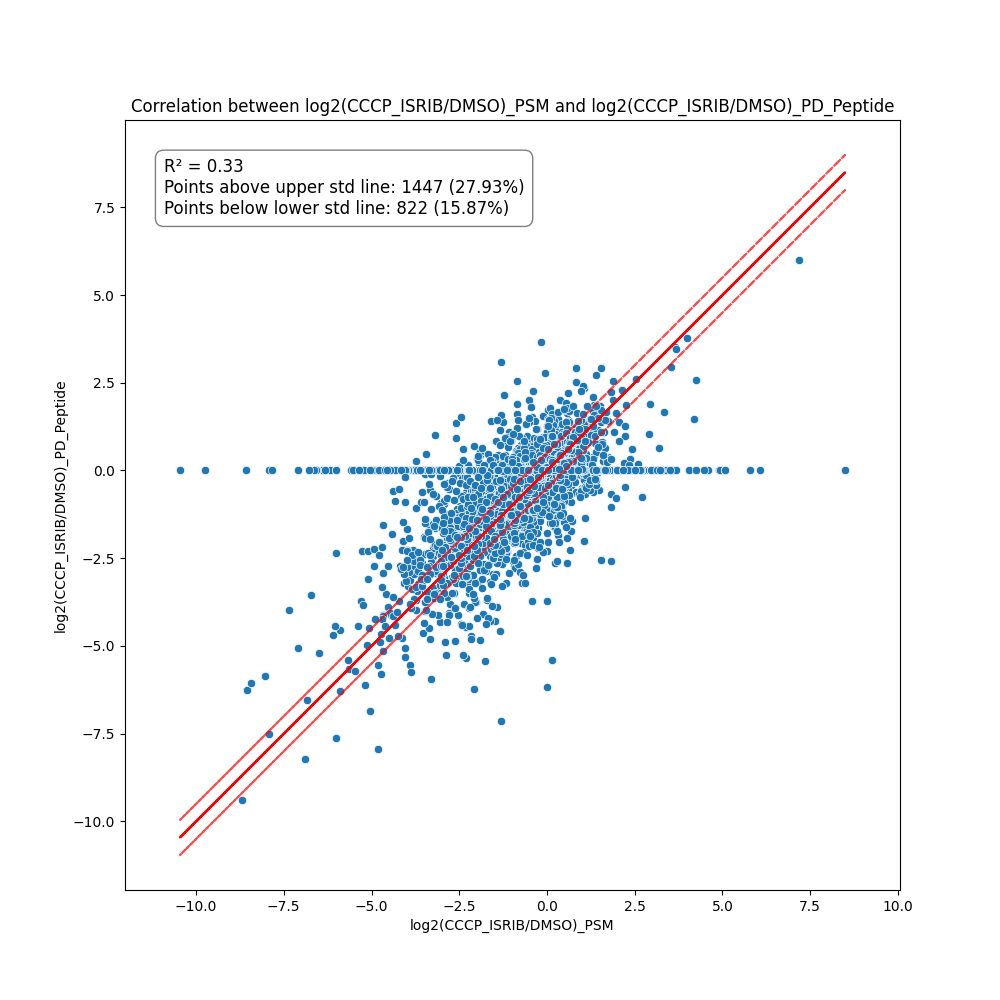 Correlation between log2(CCCP_ISRIB/DMSO)_PSM and log2(CCCP_ISRIB/DMSO)_PD_Peptide
R² = 0.33
Points above upper std line: 1447 (27.93%)
Points below lower std line: 822 (15.87%)
7.5
5.0
2.5
0.0
−2.5
−5.0
−7.5
−10.0
log2(CCCP_ISRIB/DMSO)_PD_Peptide
−10.0 −7.5 −5.0 −2.5 0.0 2.5 5.0 7.5 10.0
log2(CCCP_ISRIB/DMSO)_PSM